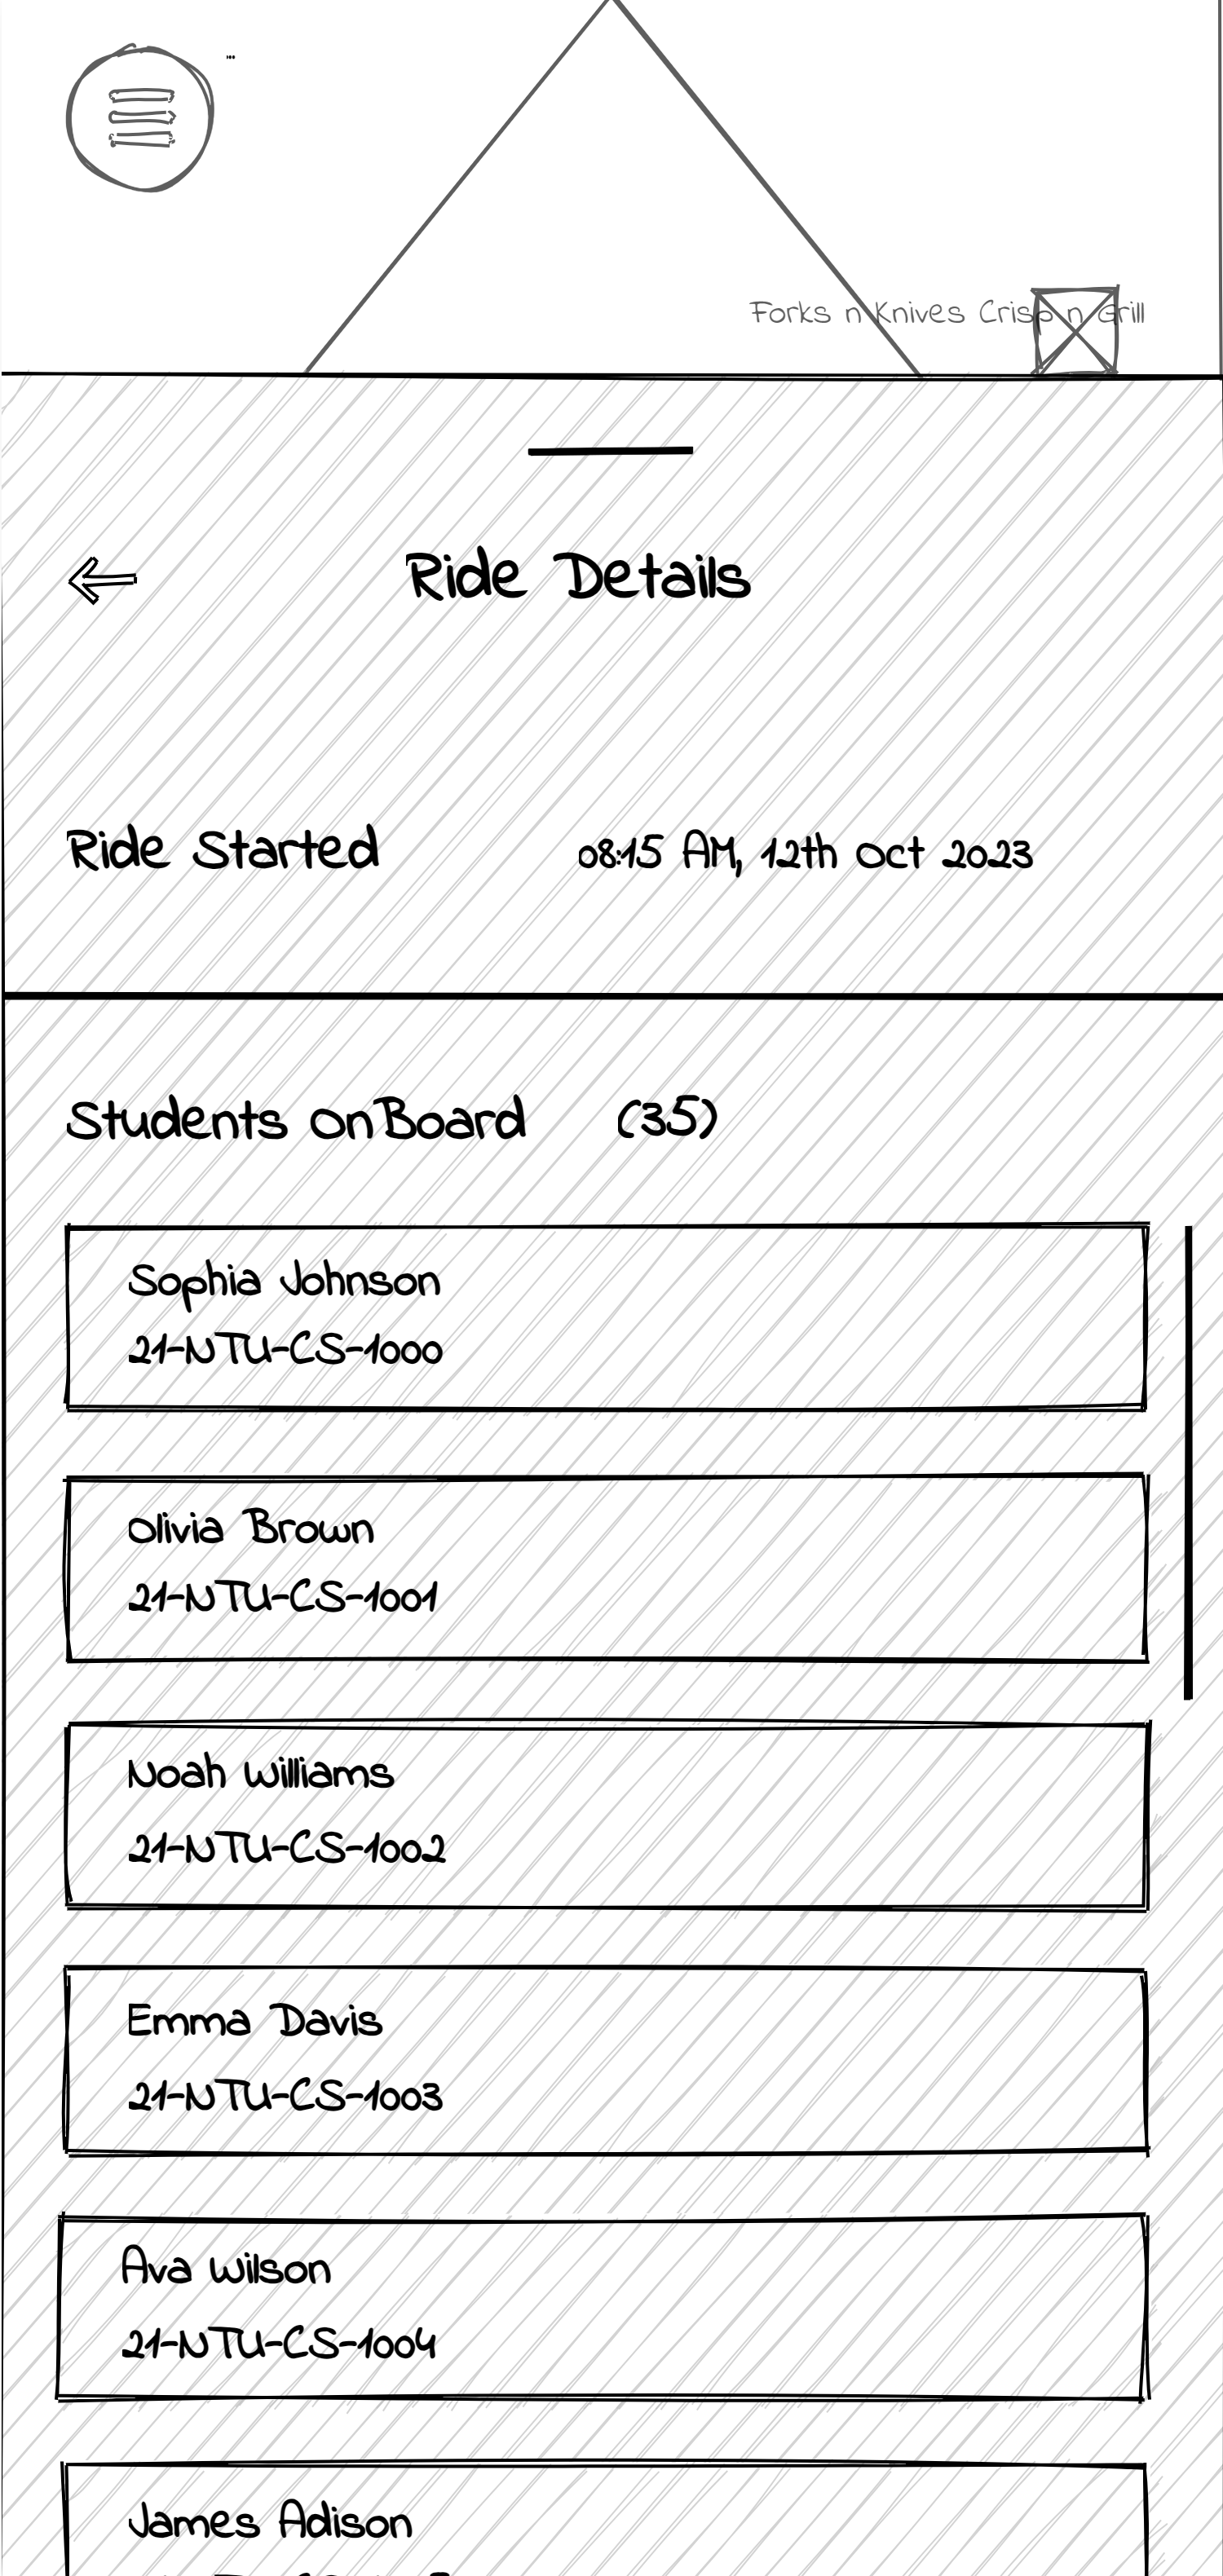 Forks n Knives Crisp n Grill
Ride Details
Ride Started 08:15 AM, 12th Oct 2023
Students OnBoard (35)
Sophia Johnson
21-NTU-CS-1000
Olivia Brown
21-NTU-CS-1001
Noah Williams
21-NTU-CS-1002
Emma Davis
21-NTU-CS-1003
Ava Wilson
21-NTU-CS-1004
James Adison